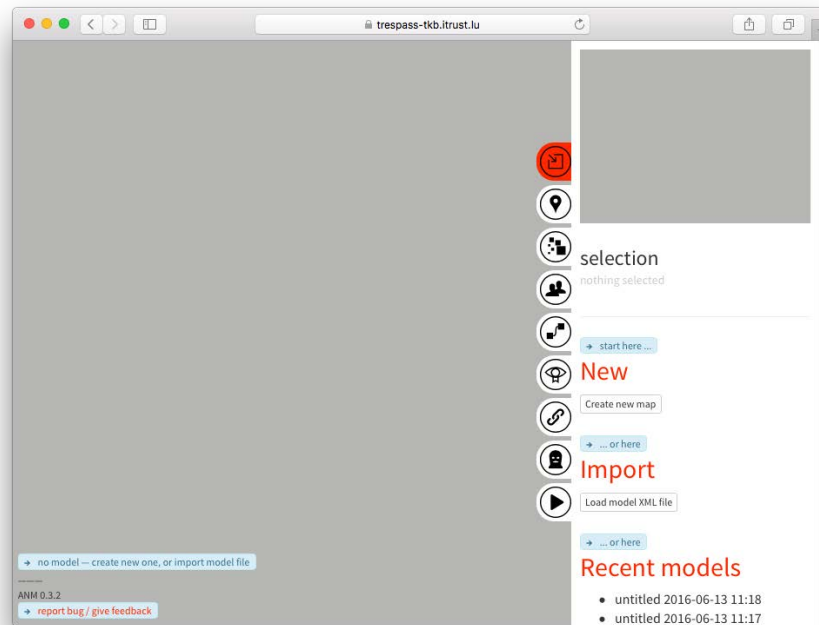 trespass-tkb.itrust.lu
selection
nothing selected
→ start here ...
New
Create new map
→ ... or here
Import
Load model XML file
→ ... or here
Recent models
• untitled 2016-06-13 11:18
• untitled 2016-06-13 11:17
→ no model — create new one, or import model file
----
ANM 0.3.2
→ report bug / give feedback